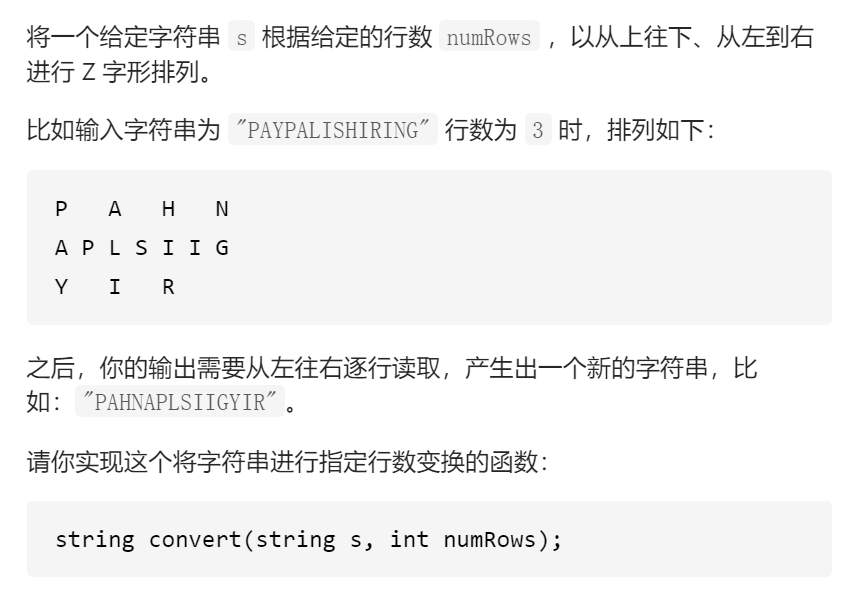 将一个给定字符串 s 根据给定的行数 numRows ，以从上往下、从左到右
进行 Z 字形排列。
比如输入字符串为 "PAYPALISHIRING" 行数为 3 时，排列如下：
P   A   H   N
A P L S I I G
Y   I   R
之后，你的输出需要从左往右逐行读取，产生出一个新的字符串，比
如："PAHNAPLSIIGYIR"。
请你实现这个将字符串进行指定行数变换的函数：
string convert(string s, int numRows);